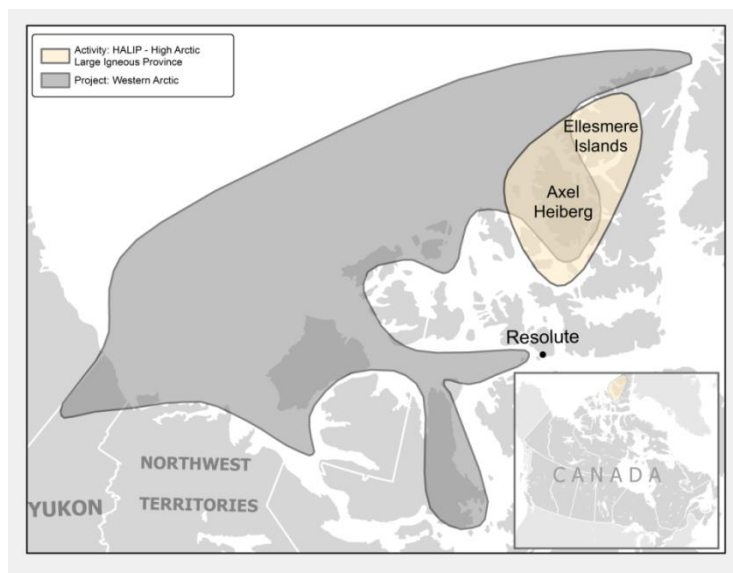 Activity: HALIP - High Arctic
Large Igneous Province
Project: Western Arctic
Ellesmere
Islands
Axel
Heiberg
Resolute
NORTHWEST
TERRITORIES
YUKON
CANADA